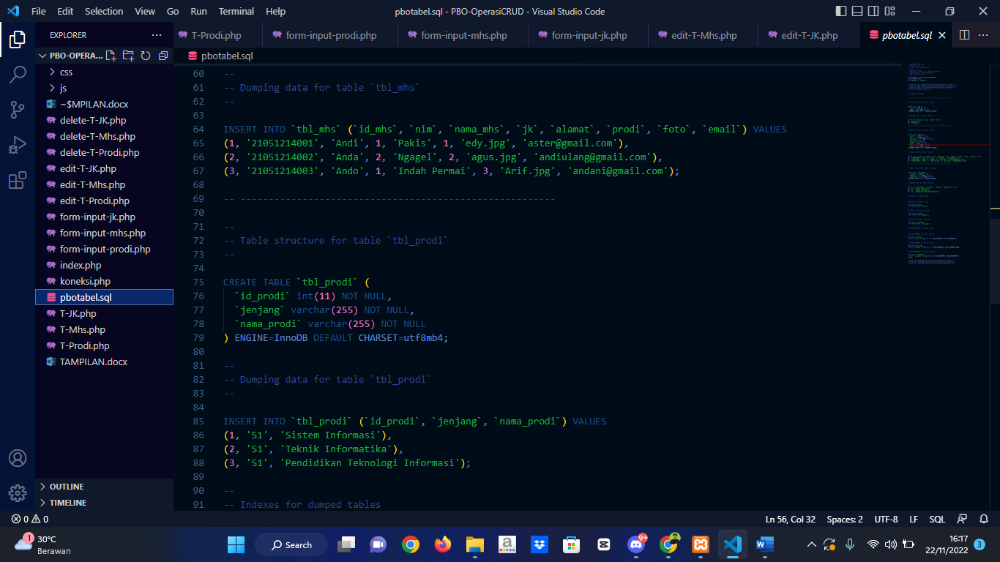 File Edit Selection View Go Run Terminal Help
pbotabel.sql - PBO-OperasiCRUD - Visual Studio Code
EXPLORER
PBO-OPERA...
css
js
~$MPILAN.docx
delete-T-JK.php
delete-T-Mhs.php
delete-T-Prodi.php
edit-T-JK.php
edit-T-Mhs.php
edit-T-Prodi.php
form-input-jk.php
form-input-mhs.php
form-input-prodi.php
index.php
koneksi.php
pbotabel.sql
T-JK.php
T-Mhs.php
T-Prodi.php
TAMPILAN.docx
OUTLINE
TIMELINE
T-Prodi.php form-input-prodi.php form-input-mhs.php form-input-jk.php edit-T-Mhs.php edit-T-JK.php pbotabel.sql
pbotabel.sql
60 --
61 -- Dumping data for table `tbl_mhs`
62 --
63
64 INSERT INTO `tbl_mhs` (`id_mhs`, `nim`, `nama_mhs`, `jk`, `alamat`, `prodi`, `foto`, `email`) VALUES
65 (1, '21051214001', 'Andi', 1, 'Pakis', 1, 'edy.jpg', 'aster@gmail.com'),
66 (2, '21051214002', 'Anda', 2, 'Ngagel', 2, 'agus.jpg', 'andiulang@gmail.com'),
67 (3, '21051214003', 'Ando', 1, 'Indah Permai', 3, 'Arif.jpg', 'andani@gmail.com');
68
69 -- --------------------------------------------------------
70
71 --
72 -- Table structure for table `tbl_prodi`
73 --
74
75 CREATE TABLE `tbl_prodi` (
76 `id_prodi` int(11) NOT NULL,
77 `jenjang` varchar(255) NOT NULL,
78 `nama_prodi` varchar(255) NOT NULL
79 ) ENGINE=InnoDB DEFAULT CHARSET=utf8mb4;
80
81 --
82 -- Dumping data for table `tbl_prodi`
83 --
84
85 INSERT INTO `tbl_prodi` (`id_prodi`, `jenjang`, `nama_prodi`) VALUES
86 (1, 'S1', 'Sistem Informasi'),
87 (2, 'S1', 'Teknik Informatika'),
88 (3, 'S1', 'Pendidikan Teknologi Informasi');
89
90 --
91 -- Indexes for dumped tables
0 0
Ln 56, Col 32 Spaces: 2 UTF-8 LF SQL
1 30°C
Berawan
Search
a
9+
16:17
22/11/2022
3